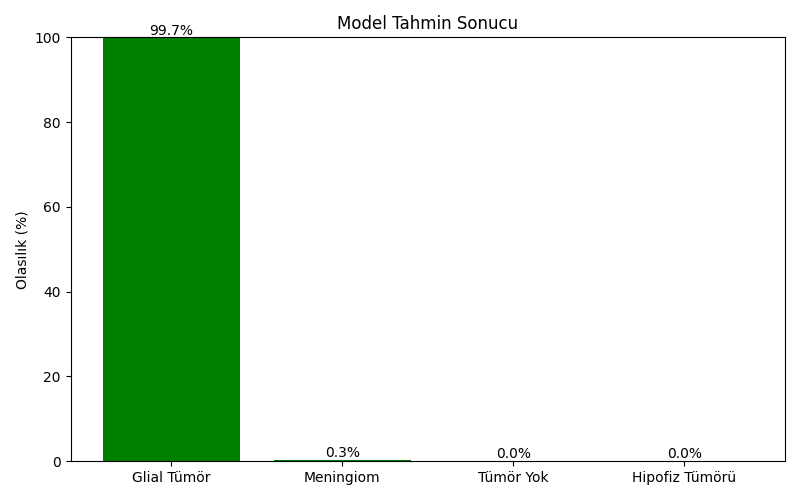 Model Tahmin Sonucu
Olasılık (%)
100
80
60
40
20
0
99.7%
0.3%
0.0%
0.0%
Glial Tümör
Meningiom
Tümör Yok
Hipofiz Tümörü